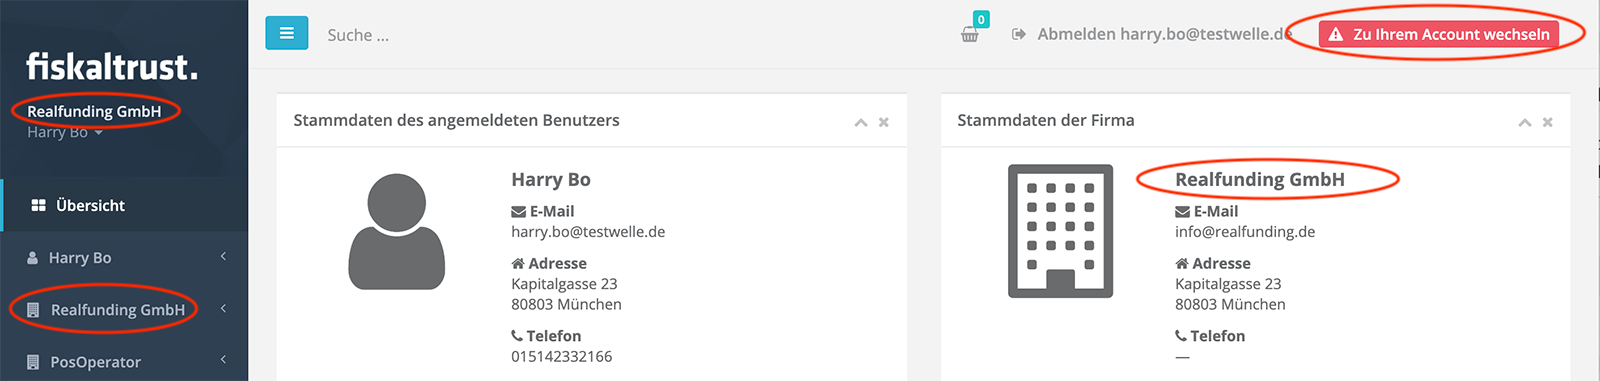 fiskaltrust.
Realfunding GmbH
Harry Bo
Übersicht
Harry Bo
Realfunding GmbH
PosOperator
Suche ...
0
Abmelden harry.bo@testwelle.de
Zu Ihrem Account wechseln
Stammdaten des angemeldeten Benutzers
Harry Bo
E-Mail
harry.bo@testwelle.de
Adresse
Kapitalgasse 23
80803 München
Telefon
015142332166
Stammdaten der Firma
Realfunding GmbH
E-Mail
info@realfunding.de
Adresse
Kapitalgasse 23
80803 München
Telefon
—